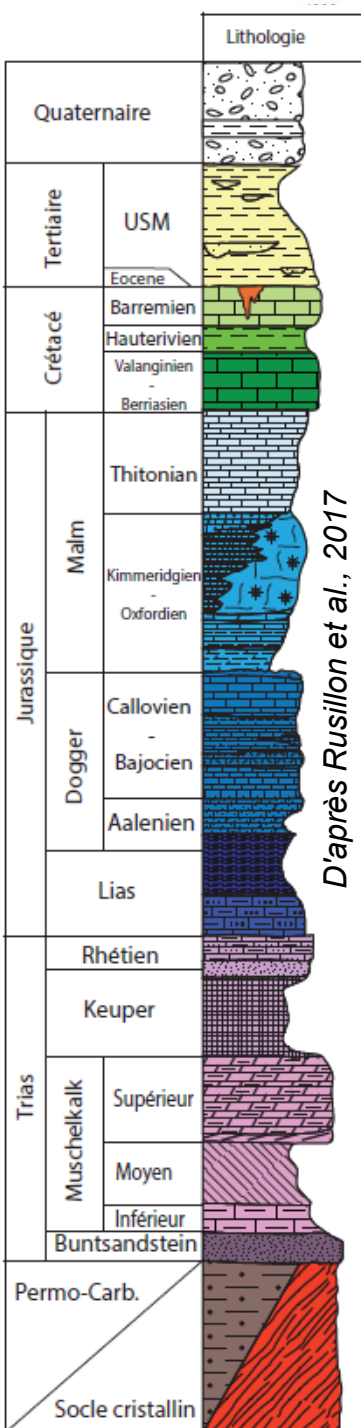 Lithologie
Quaternaire
Tertiaire
USM
Eocene
Crétacé
Barremien
Hauterivien
Valanginien
-
Berriasien
Jurassique
Malm
Thitonian
Kimmeridgien
-
Oxfordien
Dogger
Callovien
-
Bajocien
Aalenien
Lias
Trias
Rhétien
Keuper
Muschelkalk
Supérieur
Moyen
Inférieur
Buntsandstein
Permo-Carb.
Socle cristallin
D'après Rusillon et al., 2017